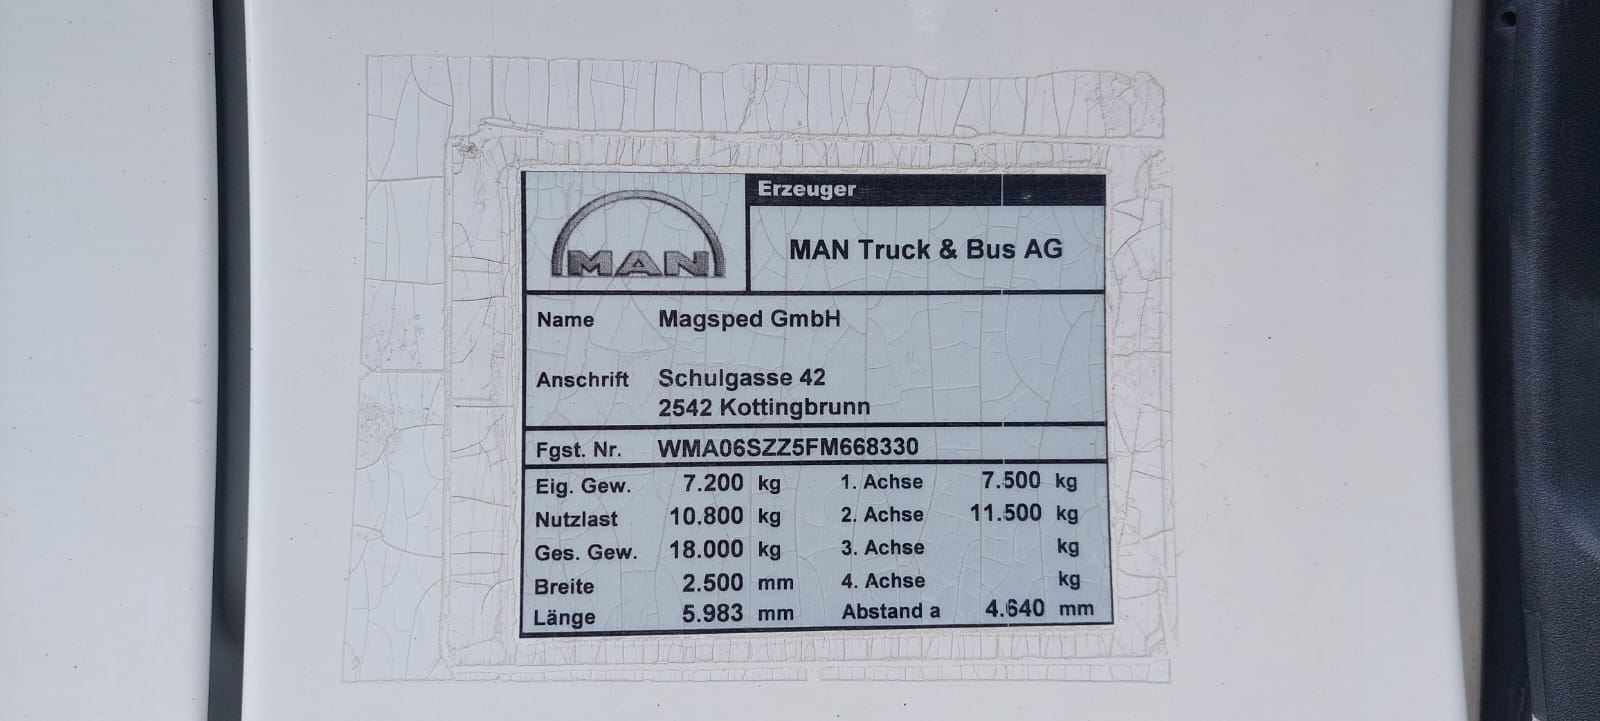 MAN
Erzeuger
MAN Truck & Bus AG
Name Magsped GmbH
Anschrift Schulgasse 42
2542 Kottingbrunn
Fgst. Nr. WMA06SZZ5FM668330
Eig. Gew. 7.200 kg 1. Achse 7.500 kg
Nutzlast 10.800 kg 2. Achse 11.500 kg
Ges. Gew. 18.000 kg 3. Achse kg
Breite 2.500 mm 4. Achse kg
Länge 5.983 mm Abstand a 4.640 mm